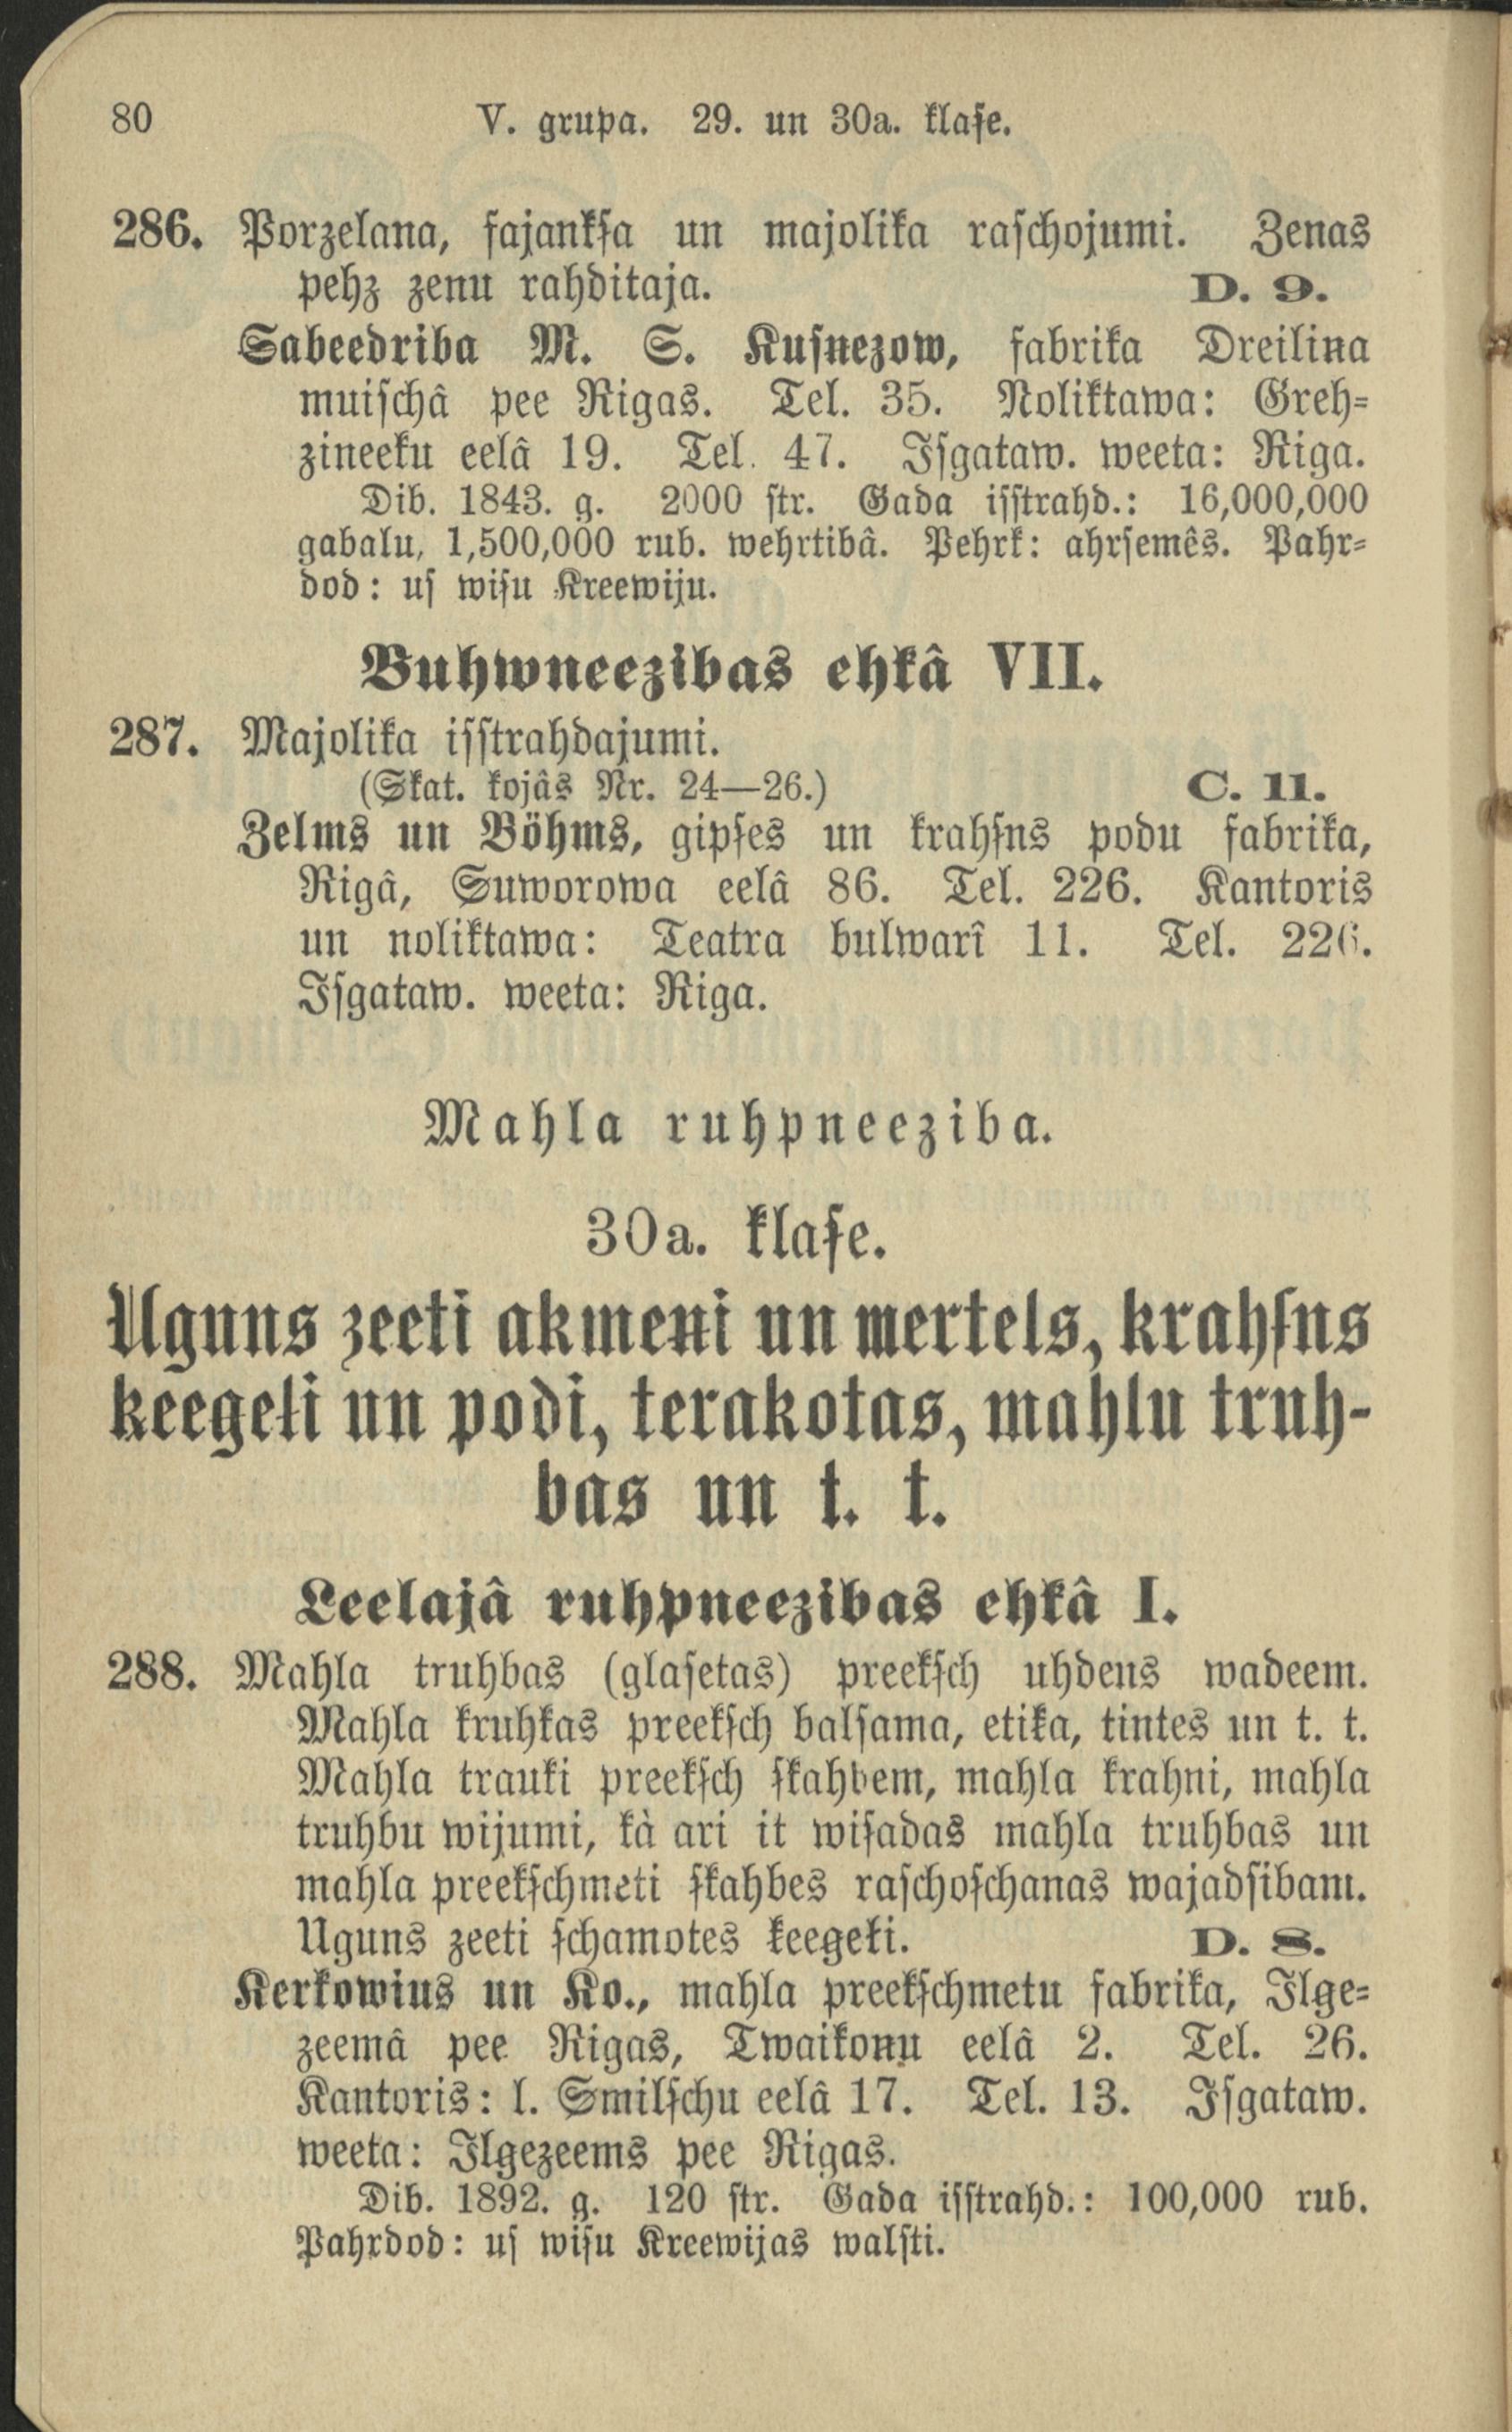 80
V. grupa. 29. un 30a. klaſe.
286. Porzelana, fajankſa un majolika raſchojumi. Zenas
pehz zenu rahditaja. D. 9.
Sabeedriba M. S. Kuſnezow, fabrika Dreiliņa
muiſchâ pee Rigas. Tel. 35. Noliktawa: Greh-
zineeku eelâ 19. Tel. 47. Iſgataw. weeta: Riga.
Dib. 1843. g. 2000 ſtr. Gada iſſtrahd.: 16,000,000
gabalu, 1,500,000 rub. wehrtibâ. Pehrk: ahrſemês. Pahr-
dod: uſ wiſu Kreewiju.
Buhwneezibas ehkâ VII.
287. Majolika iſſtrahdajumi.
(Skat. kojâs Nr. 24—26.) C. 11.
Zelms un Böhms, gipſes un krahſns podu fabrika,
Rigâ, Suworowa eelâ 86. Tel. 226. Kantoris
un noliktawa: Teatra bulwarî 11. Tel. 226.
Iſgataw. weeta: Riga.
Mahla ruhpneeziba.
30a. klaſe.
Uguns zeeti akmeņi un mertels, krahſns
keegeļi un podi, terakotas, mahlu truh-
bas un t. t.
Leelajâ ruhpneezibas ehkâ I.
288. Mahla truhbas (glaſetas) preekſch uhdens wadeem.
Mahla kruhkas preekſch balſama, etiķa, tintes un t. t.
Mahla trauki preekſch ſkahbem, mahla krahni, mahla
truhbu wijumi, kà ari it wiſadas mahla truhbas un
mahla preekſchmeti ſkahbes raſchoſchanas wajadſibam.
Uguns zeeti ſchamotes keegeļi. D. 8.
Kerkowius un Ko., mahla preekſchmetu fabrika, Ilge-
zeemâ pee Rigas, Twaikoņu eelâ 2. Tel. 26.
Kantoris: l. Smilſchu eelâ 17. Tel. 13. Iſgataw.
weeta: Ilgezeems pee Rigas.
Dib. 1892. g. 120 ſtr. Gada iſſtrahd.: 100,000 rub.
Pahrdod: uſ wiſu Kreewijas walſti.